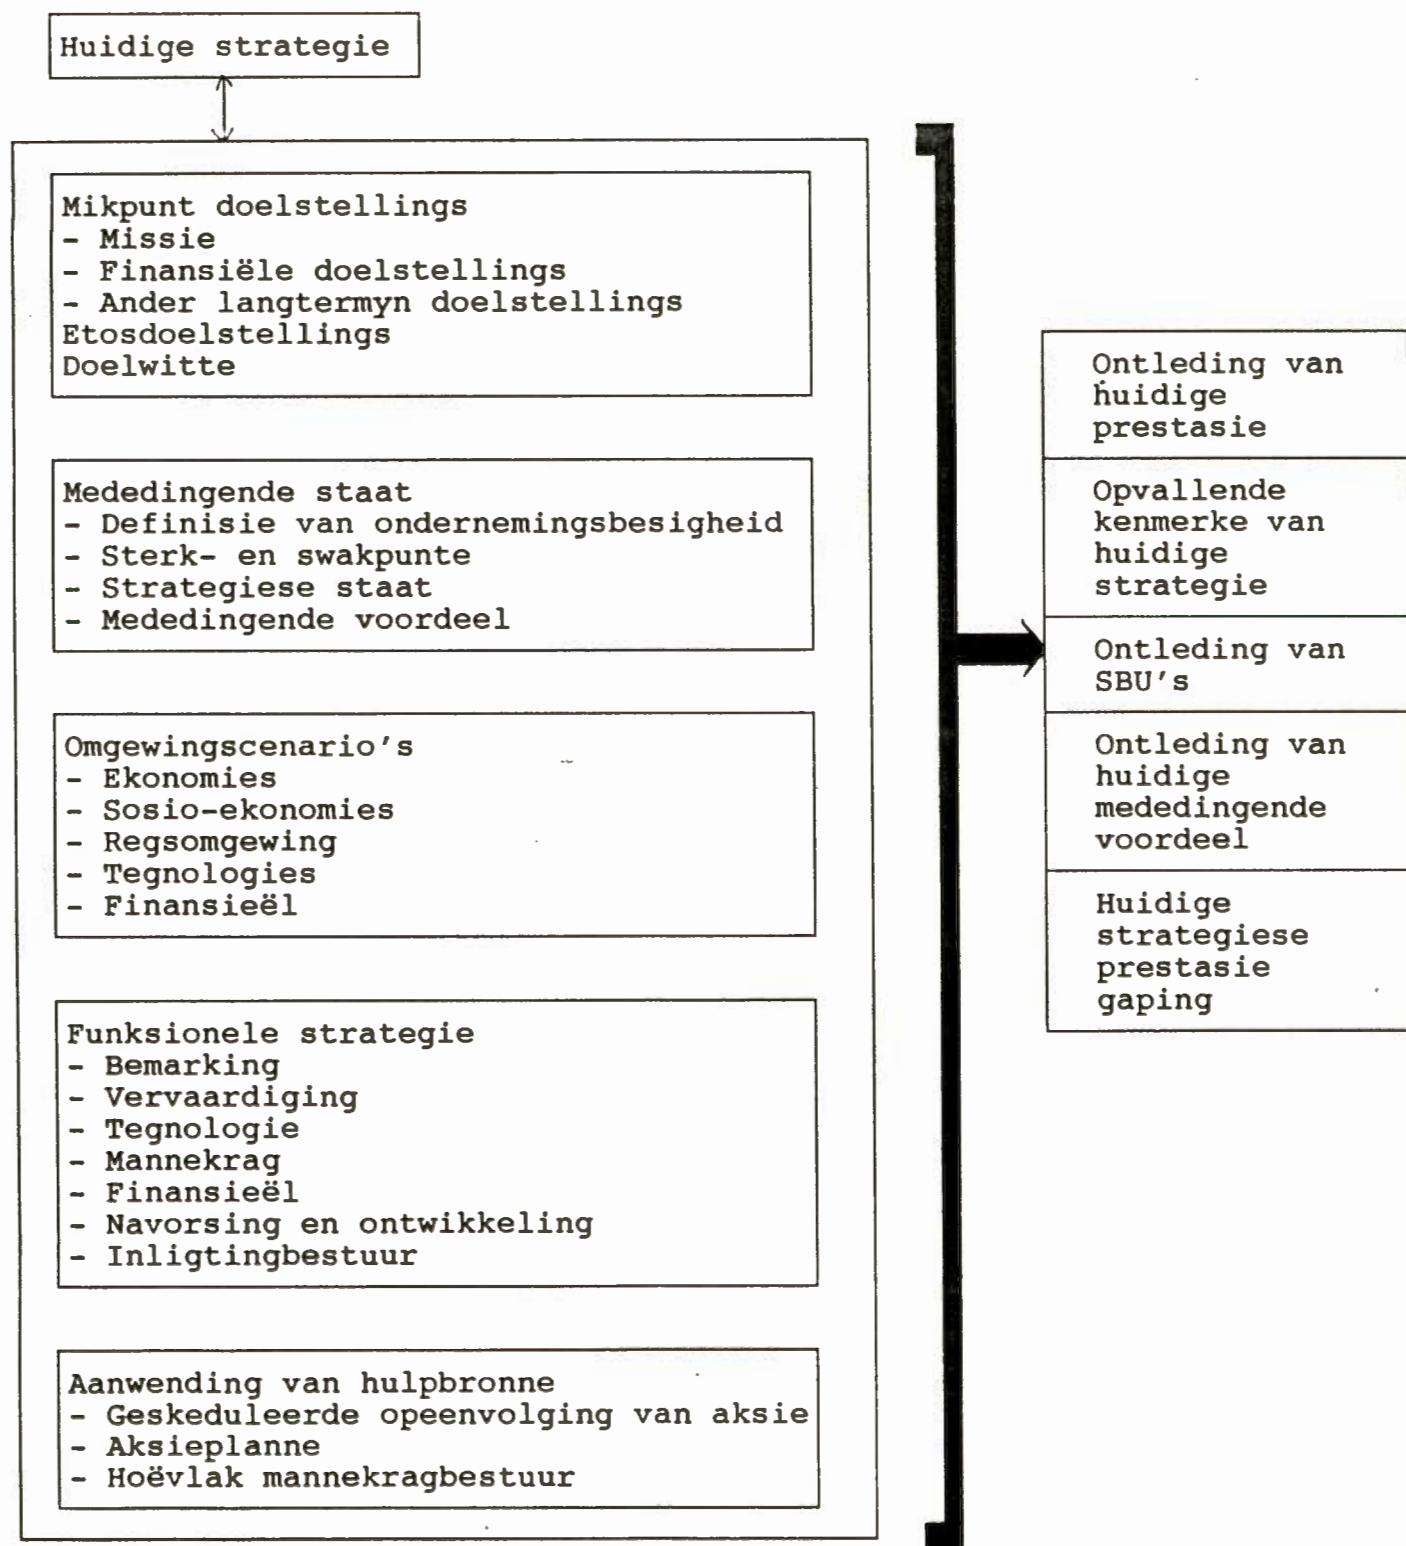 Huidige strategie
Mikpunt doelstellings
- Missie
- Finansiële doelstellings
- Ander langtermyn doelstellings
Etosdoelstellings
Doelwitte
Mededingende staat
- Definisie van ondernemingsbesigheid
- Sterk- en swakpunte
- Strategiese staat
- Mededingende voordeel
Omgewingscenario's
- Ekonomies
- Sosio-ekonomies
- Regsomgewing
- Tegnologies
- Finansieël
Funksionele strategie
- Bemarking
- Vervaardiging
- Tegnologie
- Mannekrag
- Finansieël
- Navorsing en ontwikkeling
- Inligtingbestuur
Aanwending van hulpbronne
- Geskeduleerde opeenvolging van aksie
- Aksieplanne
- Hoëvlak mannekragbestuur
Ontleding van
huidige
prestasie
Opvallende
kenmerke van
huidige
strategie
Ontleding van
SBU's
Ontleding van
huidige
mededingende
voordeel
Huidige
strategiese
prestasie
gaping